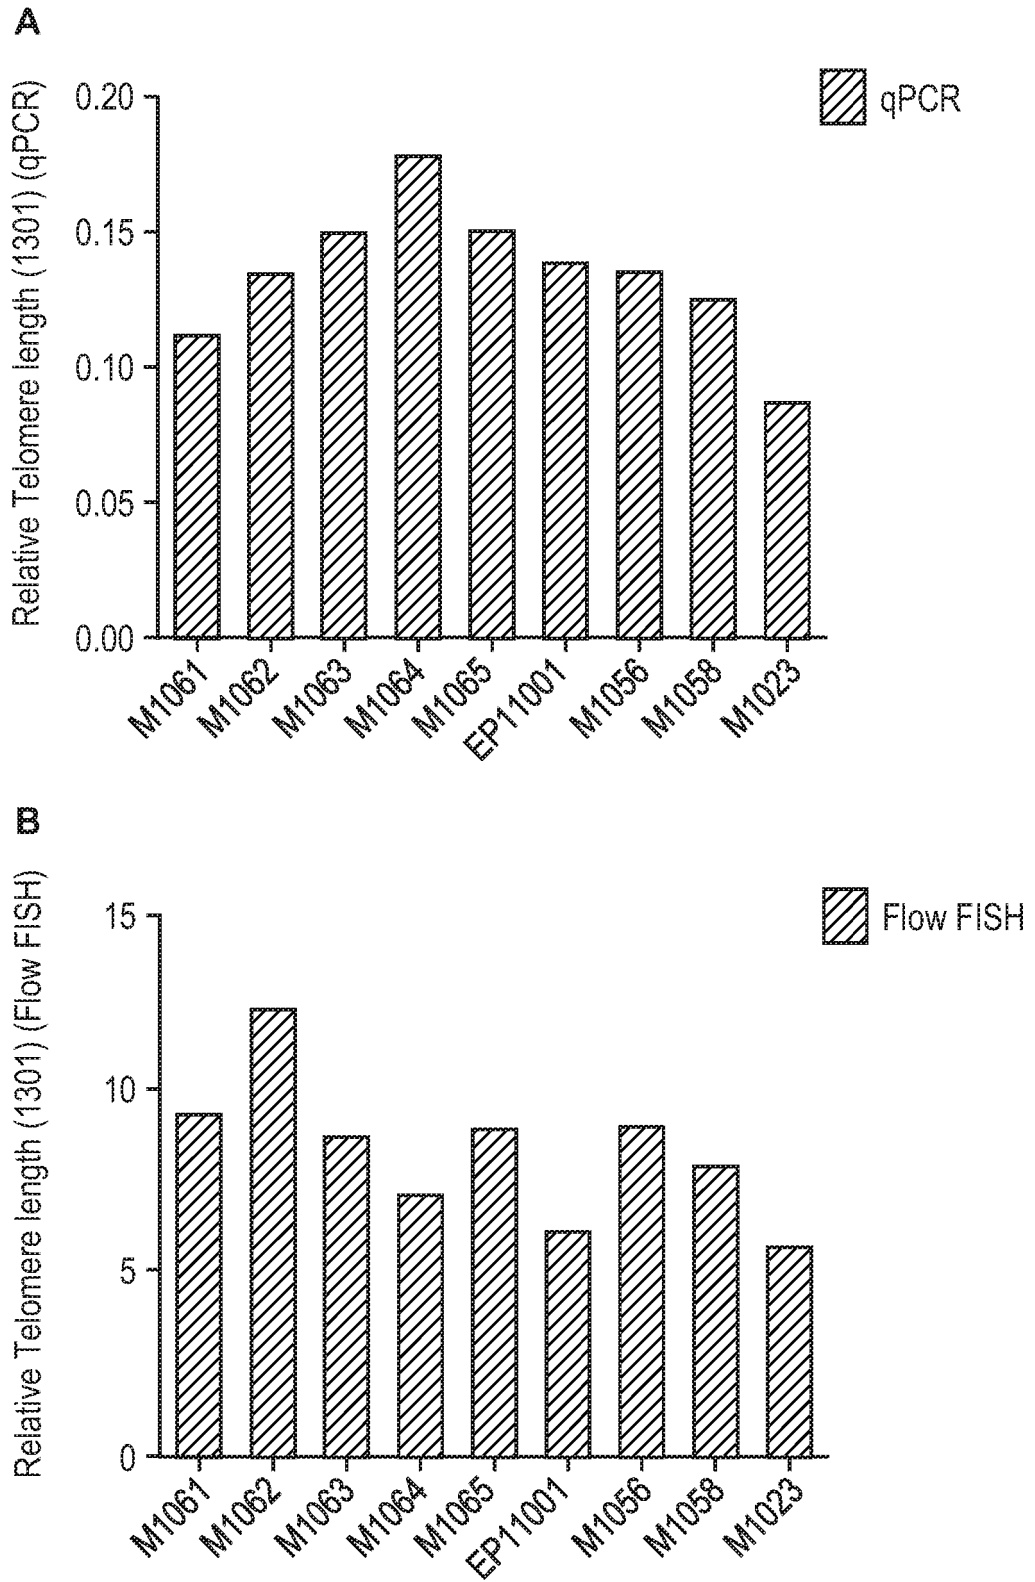 A
Relative Telomere length (1301) (qPCR)
0.20
0.15
0.10
0.05
0.00
qPCR
M1061
M1062
M1063
M1064
M1065
EP11001
M1056
M1058
M1023
B
Relative Telomere length (1301) (Flow FISH)
15
10
5
0
Flow FISH
M1061
M1062
M1063
M1064
M1065
EP11001
M1056
M1058
M1023